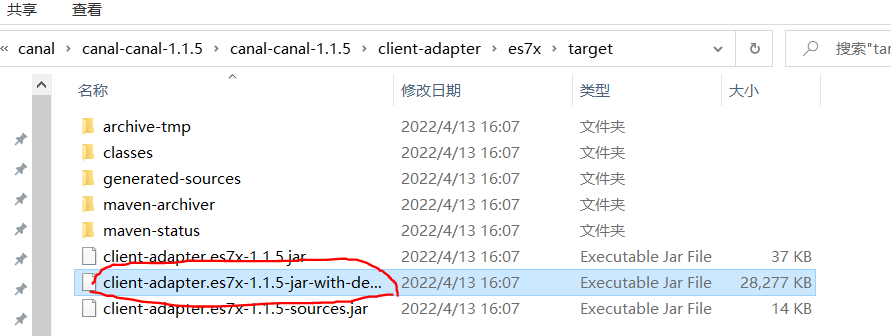 共享 查看
« canal › canal-canal-1.1.5 › canal-canal-1.1.5 › client-adapter › es7x › target 搜索"tar
名称 修改日期 类型 大小
archive-tmp 2022/4/13 16:07 文件夹
classes 2022/4/13 16:07 文件夹
generated-sources 2022/4/13 16:07 文件夹
maven-archiver 2022/4/13 16:07 文件夹
maven-status 2022/4/13 16:07 文件夹
client-adapter.es7x-1.1.5.jar 2022/4/13 16:07 Executable Jar File 37 KB
client-adapter.es7x-1.1.5-jar-with-de... 2022/4/13 16:07 Executable Jar File 28,277 KB
client-adapter.es7x-1.1.5-sources.jar 2022/4/13 16:07 Executable Jar File 14 KB